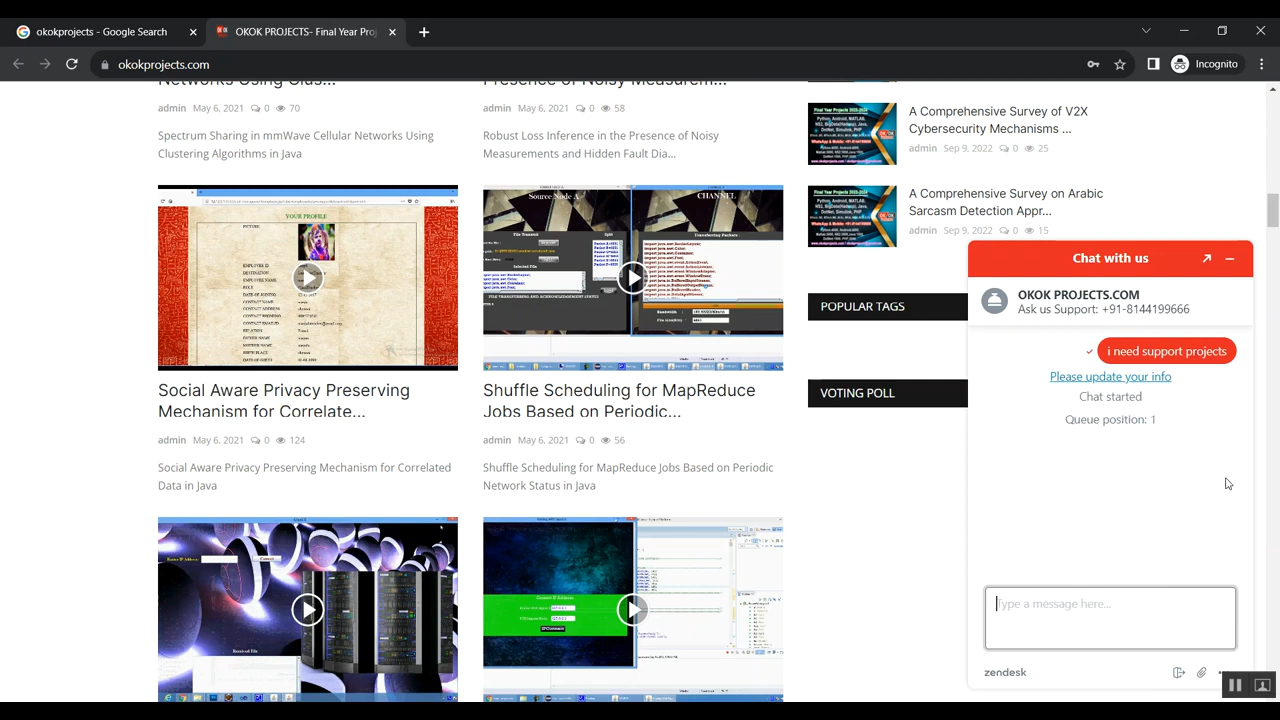 okokprojects - Google Search
OKOK PROJECTS- Final Year Pro
okokprojects.com
Incognito
Networks Using Glus...
Presence of Noisy Measurem...
admin May 6, 2021 0 70
admin May 6, 2021 0 58
Spectrum Sharing in mmWave Cellular Networks Using
Clustering Algorithms in Java
Robust Loss Inference in the Presence of Noisy
Measurements and Hidden Fault Dia...
YOUR PROFILE
PICTURE
Source Node A
CHANNEL
Social Aware Privacy Preserving
Mechanism for Correlate...
admin May 6, 2021 0 124
Social Aware Privacy Preserving Mechanism for Correlated
Data in Java
Shuffle Scheduling for MapReduce
Jobs Based on Periodic...
admin May 6, 2021 0 56
Shuffle Scheduling for MapReduce Jobs Based on Periodic
Network Status in Java
A Comprehensive Survey of V2X
Cybersecurity Mechanisms ...
admin Sep 9, 2022 0 25
A Comprehensive Survey on Arabic
Sarcasm Detection Appr...
admin Sep 9, 2022 0 15
POPULAR TAGS
VOTING POLL
Chat with us
OKOK PROJECTS.COM
Ask us Support +91 8144199666
i need support projects
Please update your info
Chat started
Queue position: 1
Type a message here...
zendesk